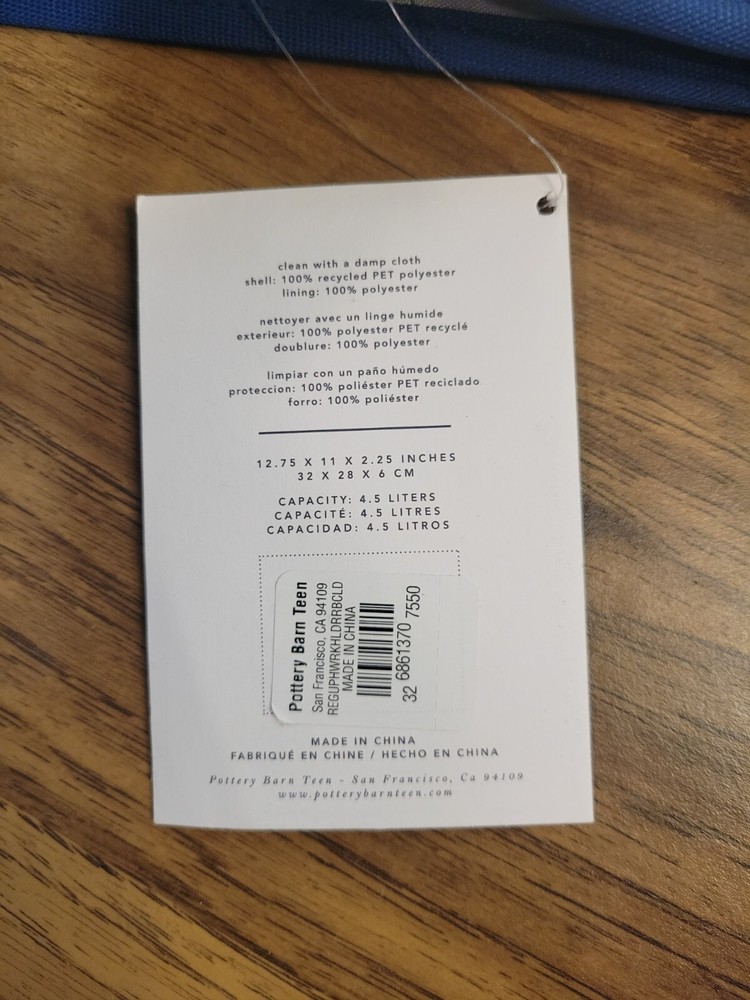 clean with a damp cloth
shell: 100% recycled PET polyester
lining: 100% polyester
nettoyer avec un linge humide
exterieur: 100% polyester PET recyclé
doublure: 100% polyester
limpiar con un paño húmedo
proteccion: 100% poliéster PET reciclado
forro: 100% poliéster
12.75 X 11 X 2.25 INCHES
32 X 28 X 6 CM
CAPACITY: 4.5 LITERS
CAPACITÉ: 4.5 LITRES
CAPACIDAD: 4.5 LITROS
Pottery Barn Teen
San Francisco, CA 94109
REGUPHWRKHLDRRBCLD
MADE IN CHINA
32 6861370 7550
MADE IN CHINA
FABRIQUÉ EN CHINE / HECHO EN CHINA
Pottery Barn Teen - San Francisco, Ca 94109
www.potterybarnteen.com